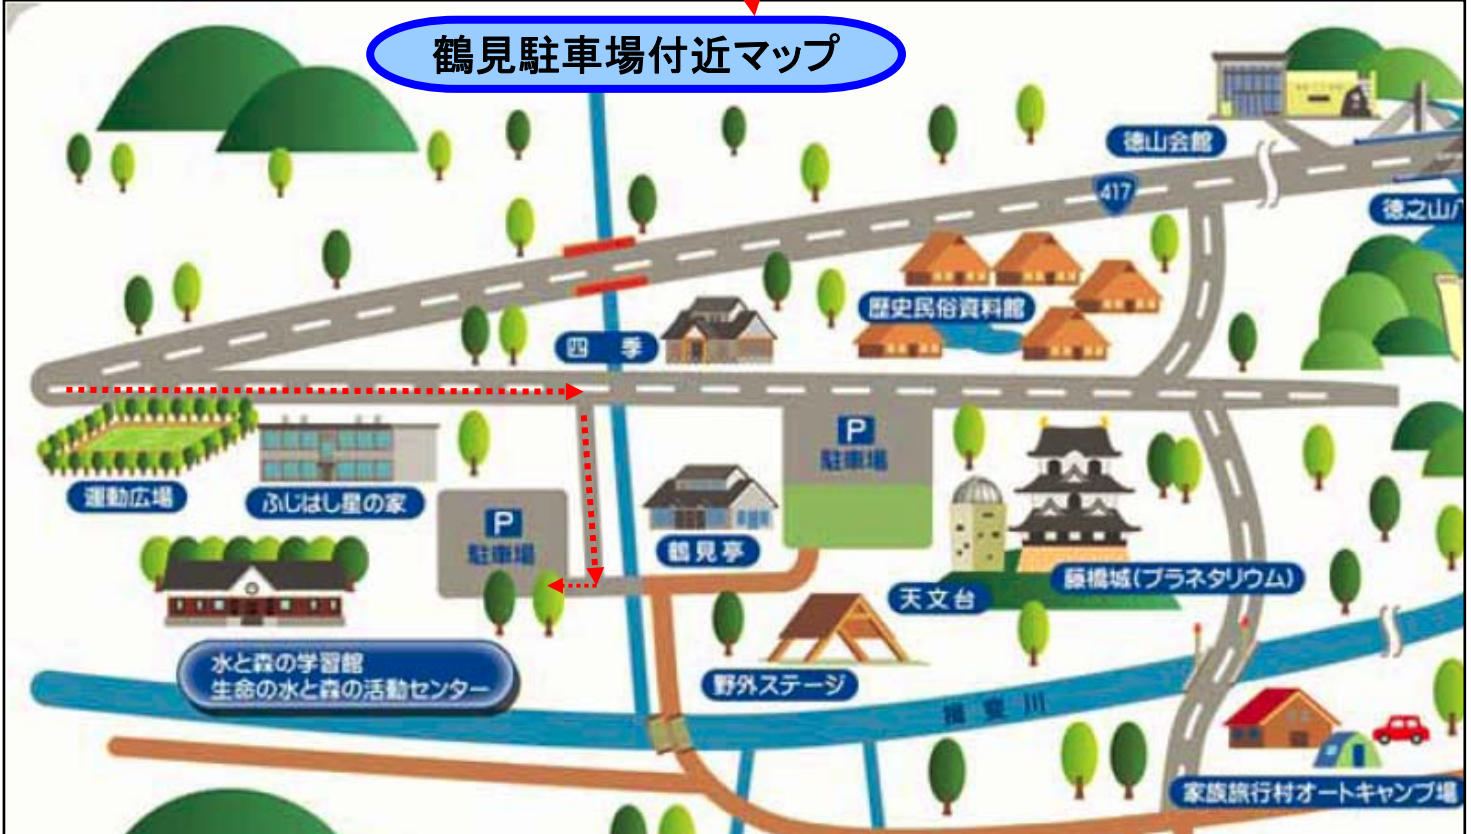 鶴見駐車場付近マップ
徳山会館
417
徳之山八
歴史民俗資料館
四 季
P
駐車場
運動広場
ふじはし星の家
P
駐車場
鶴見亭
天文台
藤橋城(プラネタリウム)
水と森の学習館
生命の水と森の活動センター
野外ステージ
揖斐川
家族旅行村オートキャンプ場